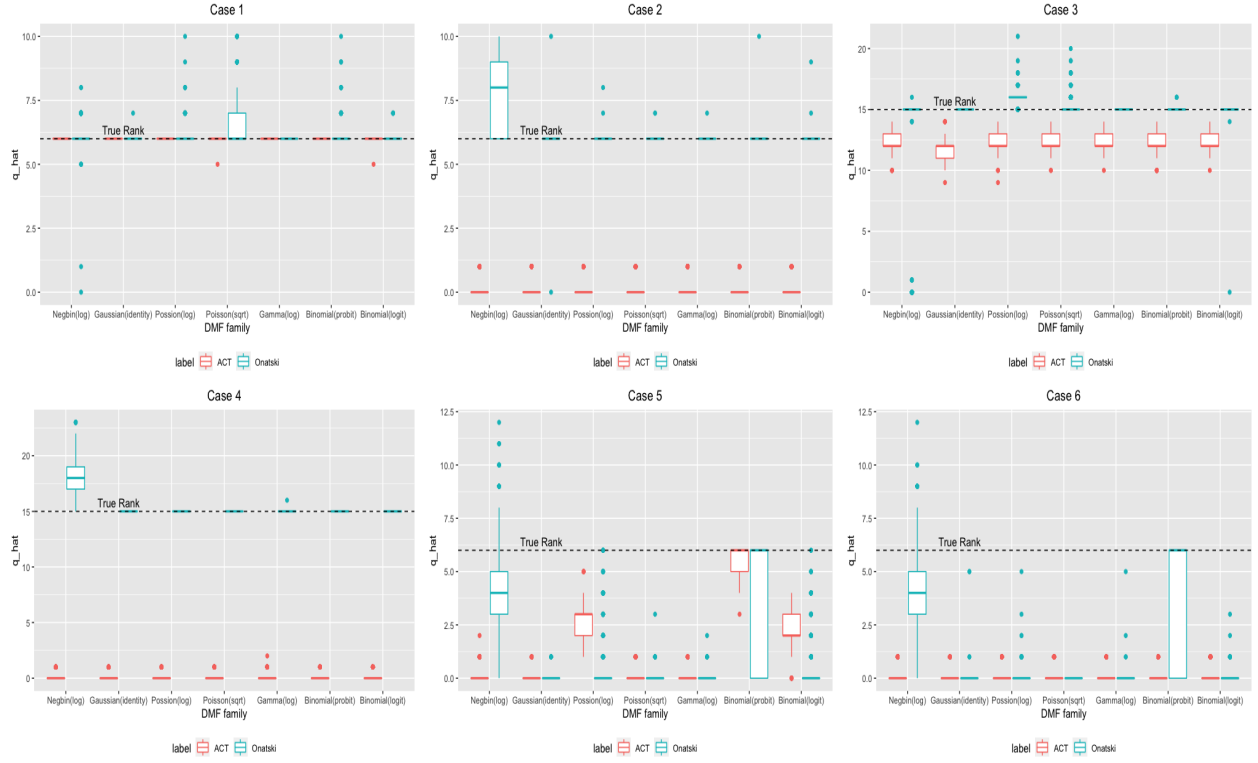 Case 1
10.0
7.5
5.0
2.5
0.0
q_hat
True Rank
Negbin(log) Gaussian(identity) Possion(log) Poisson(sqrt) Gamma(log) Binomial(probit) Binomial(logit)
DMF family
label ACT Onatski
Case 2
10.0
7.5
5.0
2.5
0.0
q_hat
True Rank
Negbin(log) Gaussian(identity) Possion(log) Poisson(sqrt) Gamma(log) Binomial(probit) Binomial(logit)
DMF family
label ACT Onatski
Case 3
20
15
10
5
0
q_hat
True Rank
Negbin(log) Gaussian(identity) Possion(log) Poisson(sqrt) Gamma(log) Binomial(probit) Binomial(logit)
DMF family
label ACT Onatski
Case 4
20
15
10
5
0
q_hat
True Rank
Negbin(log) Gaussian(identity) Possion(log) Poisson(sqrt) Gamma(log) Binomial(probit) Binomial(logit)
DMF family
label ACT Onatski
Case 5
12.5
10.0
7.5
5.0
2.5
0.0
q_hat
True Rank
Negbin(log) Gaussian(identity) Possion(log) Poisson(sqrt) Gamma(log) Binomial(probit) Binomial(logit)
DMF family
label ACT Onatski
Case 6
12.5
10.0
7.5
5.0
2.5
0.0
q_hat
True Rank
Negbin(log) Gaussian(identity) Possion(log) Poisson(sqrt) Gamma(log) Binomial(probit) Binomial(logit)
DMF family
label ACT Onatski